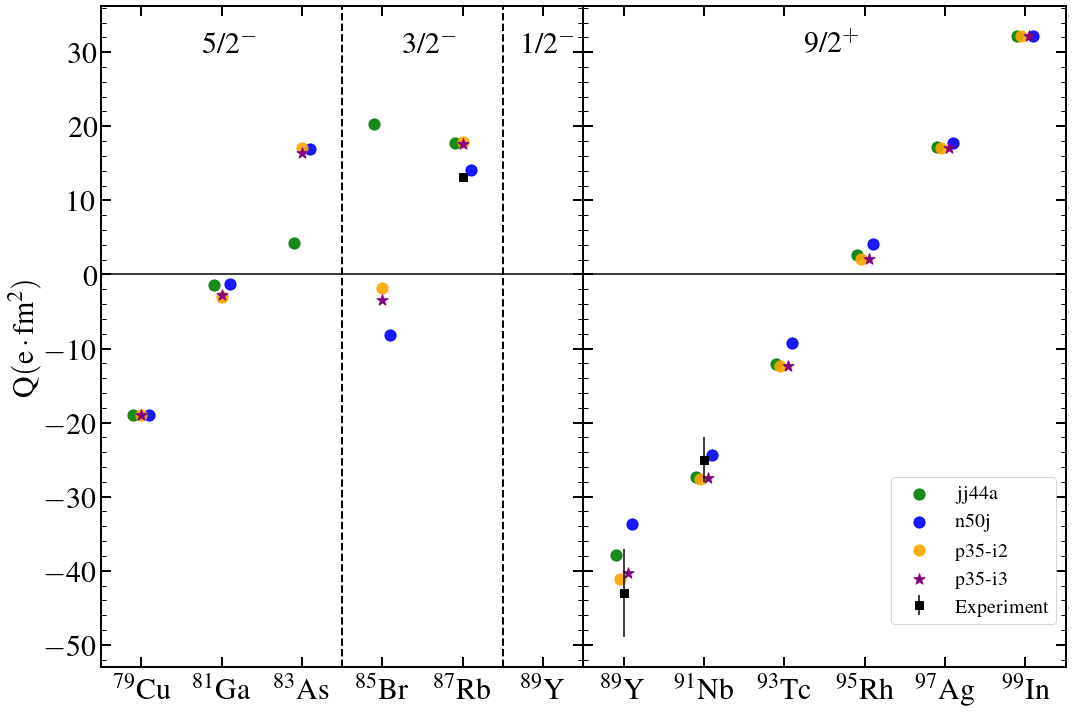 5/2⁻ 3/2⁻ 1/2⁻ 9/2⁺
30
20
10
0
−10
−20
−30
−40
−50
Q(e·fm²)
jj44a
n50j
p35-i2
p35-i3
Experiment
⁷⁹Cu ⁸¹Ga ⁸³As ⁸⁵Br ⁸⁷Rb ⁸⁹Y ⁸⁹Y ⁹¹Nb ⁹³Tc ⁹⁵Rh ⁹⁷Ag ⁹⁹In